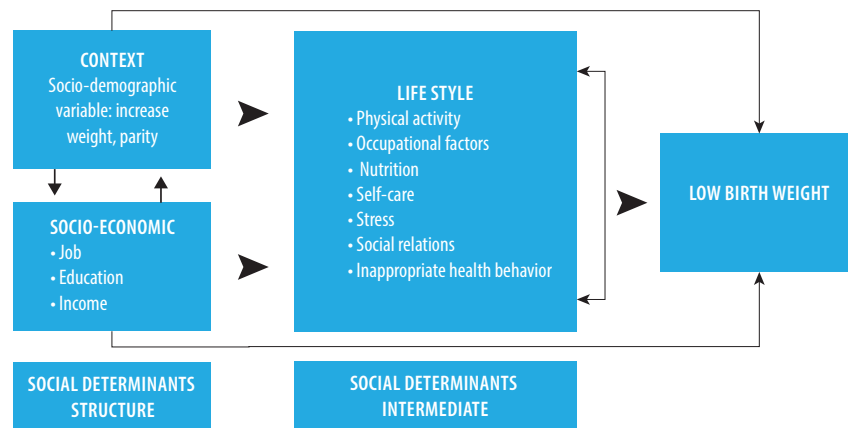 CONTEXT
Socio-demographic
variable: increase
weight, parity
SOCIO-ECONOMIC
• Job
• Education
• Income
LIFE STYLE
• Physical activity
• Occupational factors
• Nutrition
• Self-care
• Stress
• Social relations
• Inappropriate health behavior
LOW BIRTH WEIGHT
SOCIAL DETERMINANTS
STRUCTURE
SOCIAL DETERMINANTS
INTERMEDIATE